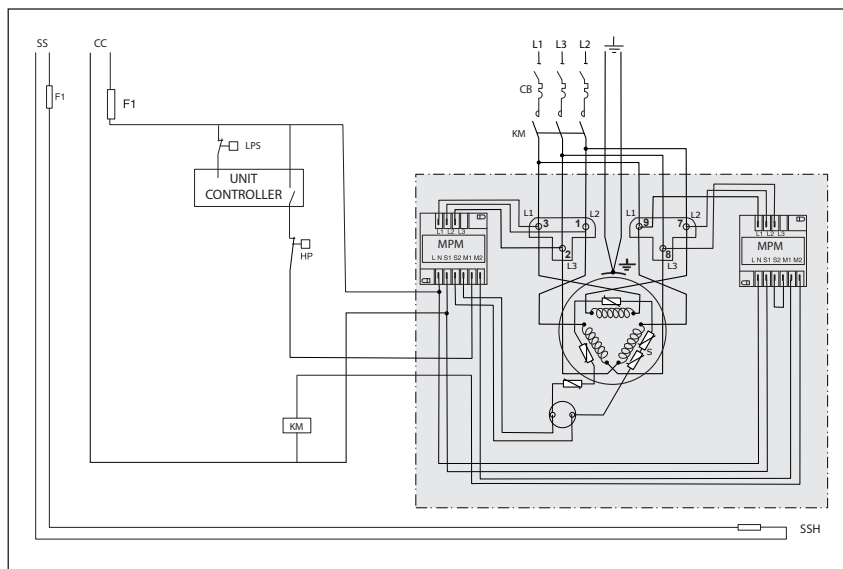 SS
CC
L1 L3 L2
F1
F1
CB
KM
LPS
UNIT
CONTROLLER
HP
L1
3
1
L2
2
L3
L1
9
7
L2
8
L3
L1 L2 L3
MPM
L N S1 S2 M1 M2
L1 L2 L3
MPM
L N S1 S2 M1 M2
S
KM
SSH